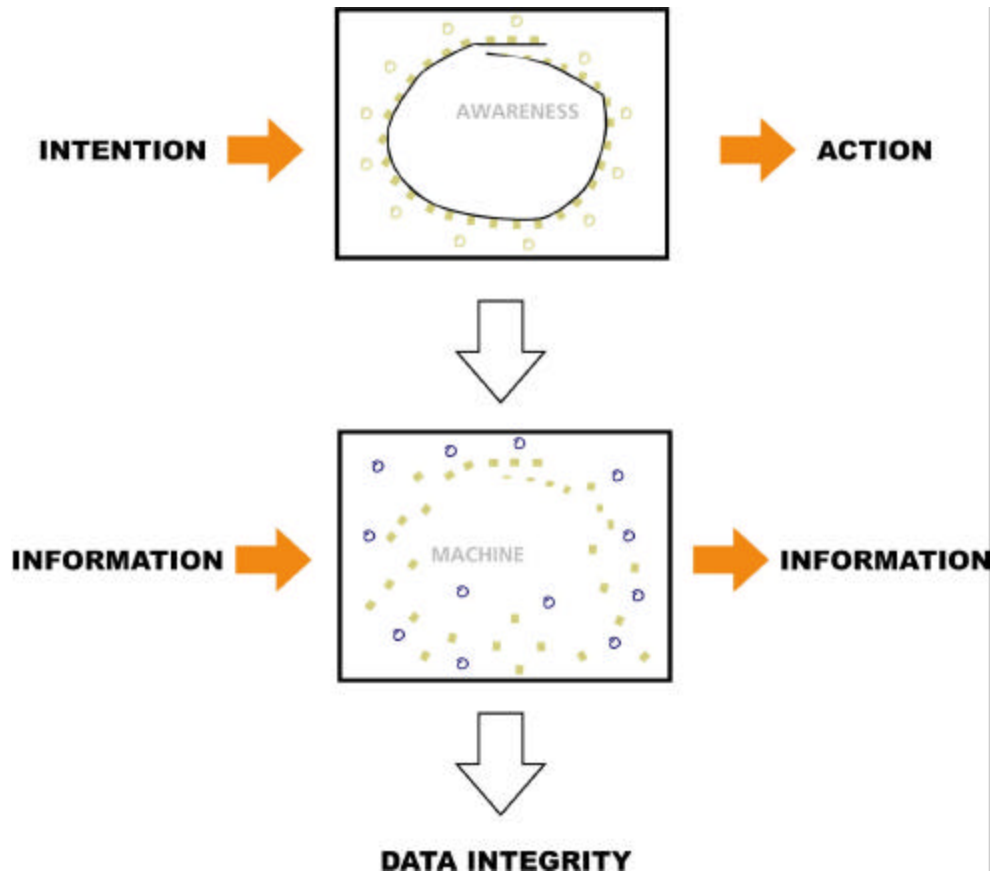 AWARENESS
INTENTION
ACTION
MACHINE
INFORMATION
INFORMATION
DATA INTEGRITY